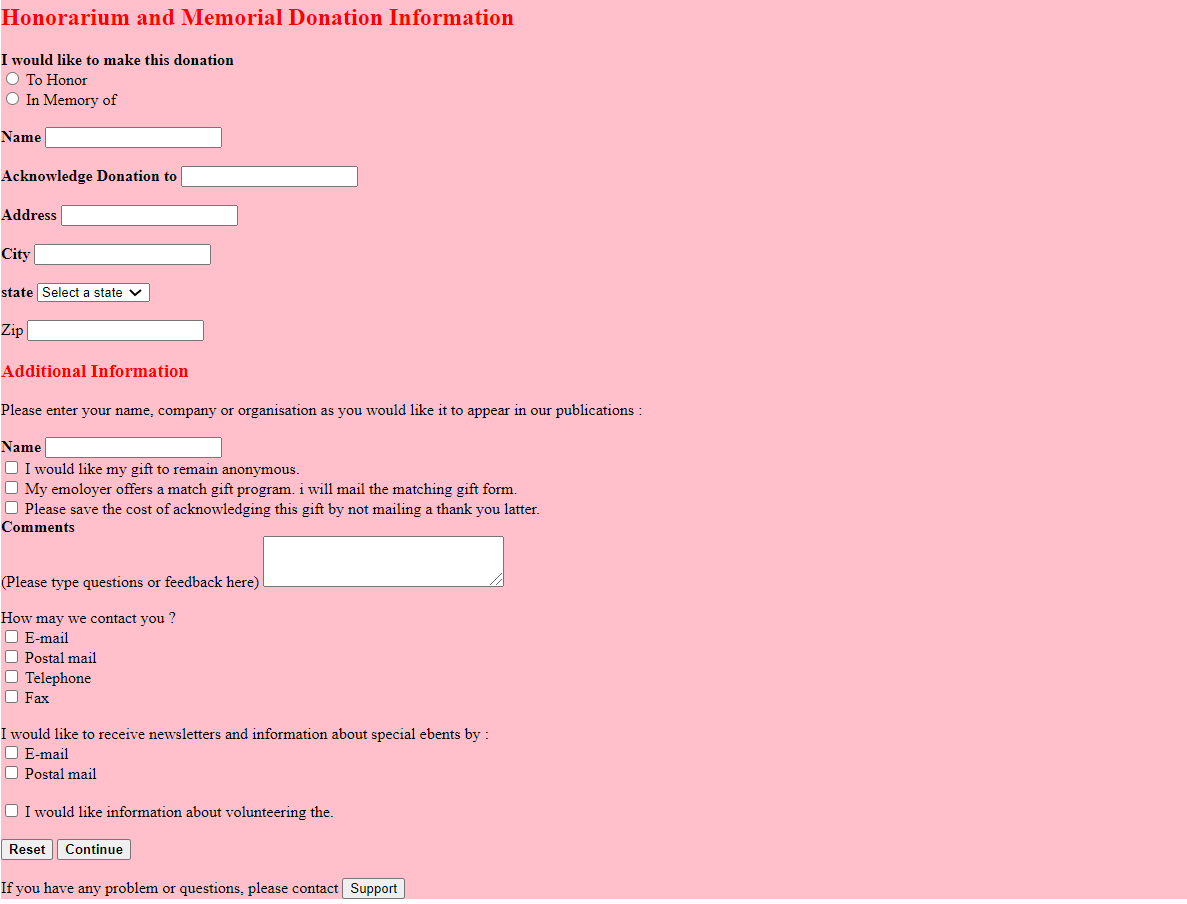 Honorarium and Memorial Donation Information
I would like to make this donation
To Honor
In Memory of
Name
Acknowledge Donation to
Address
City
state Select a state
Zip
Additional Information
Please enter your name, company or organisation as you would like it to appear in our publications :
Name
I would like my gift to remain anonymous.
My emoloyer offers a match gift program. i will mail the matching gift form.
Please save the cost of acknowledging this gift by not mailing a thank you latter.
Comments
(Please type questions or feedback here)
How may we contact you ?
E-mail
Postal mail
Telephone
Fax
I would like to receive newsletters and information about special ebents by :
E-mail
Postal mail
I would like information about volunteering the.
Reset Continue
If you have any problem or questions, please contact Support